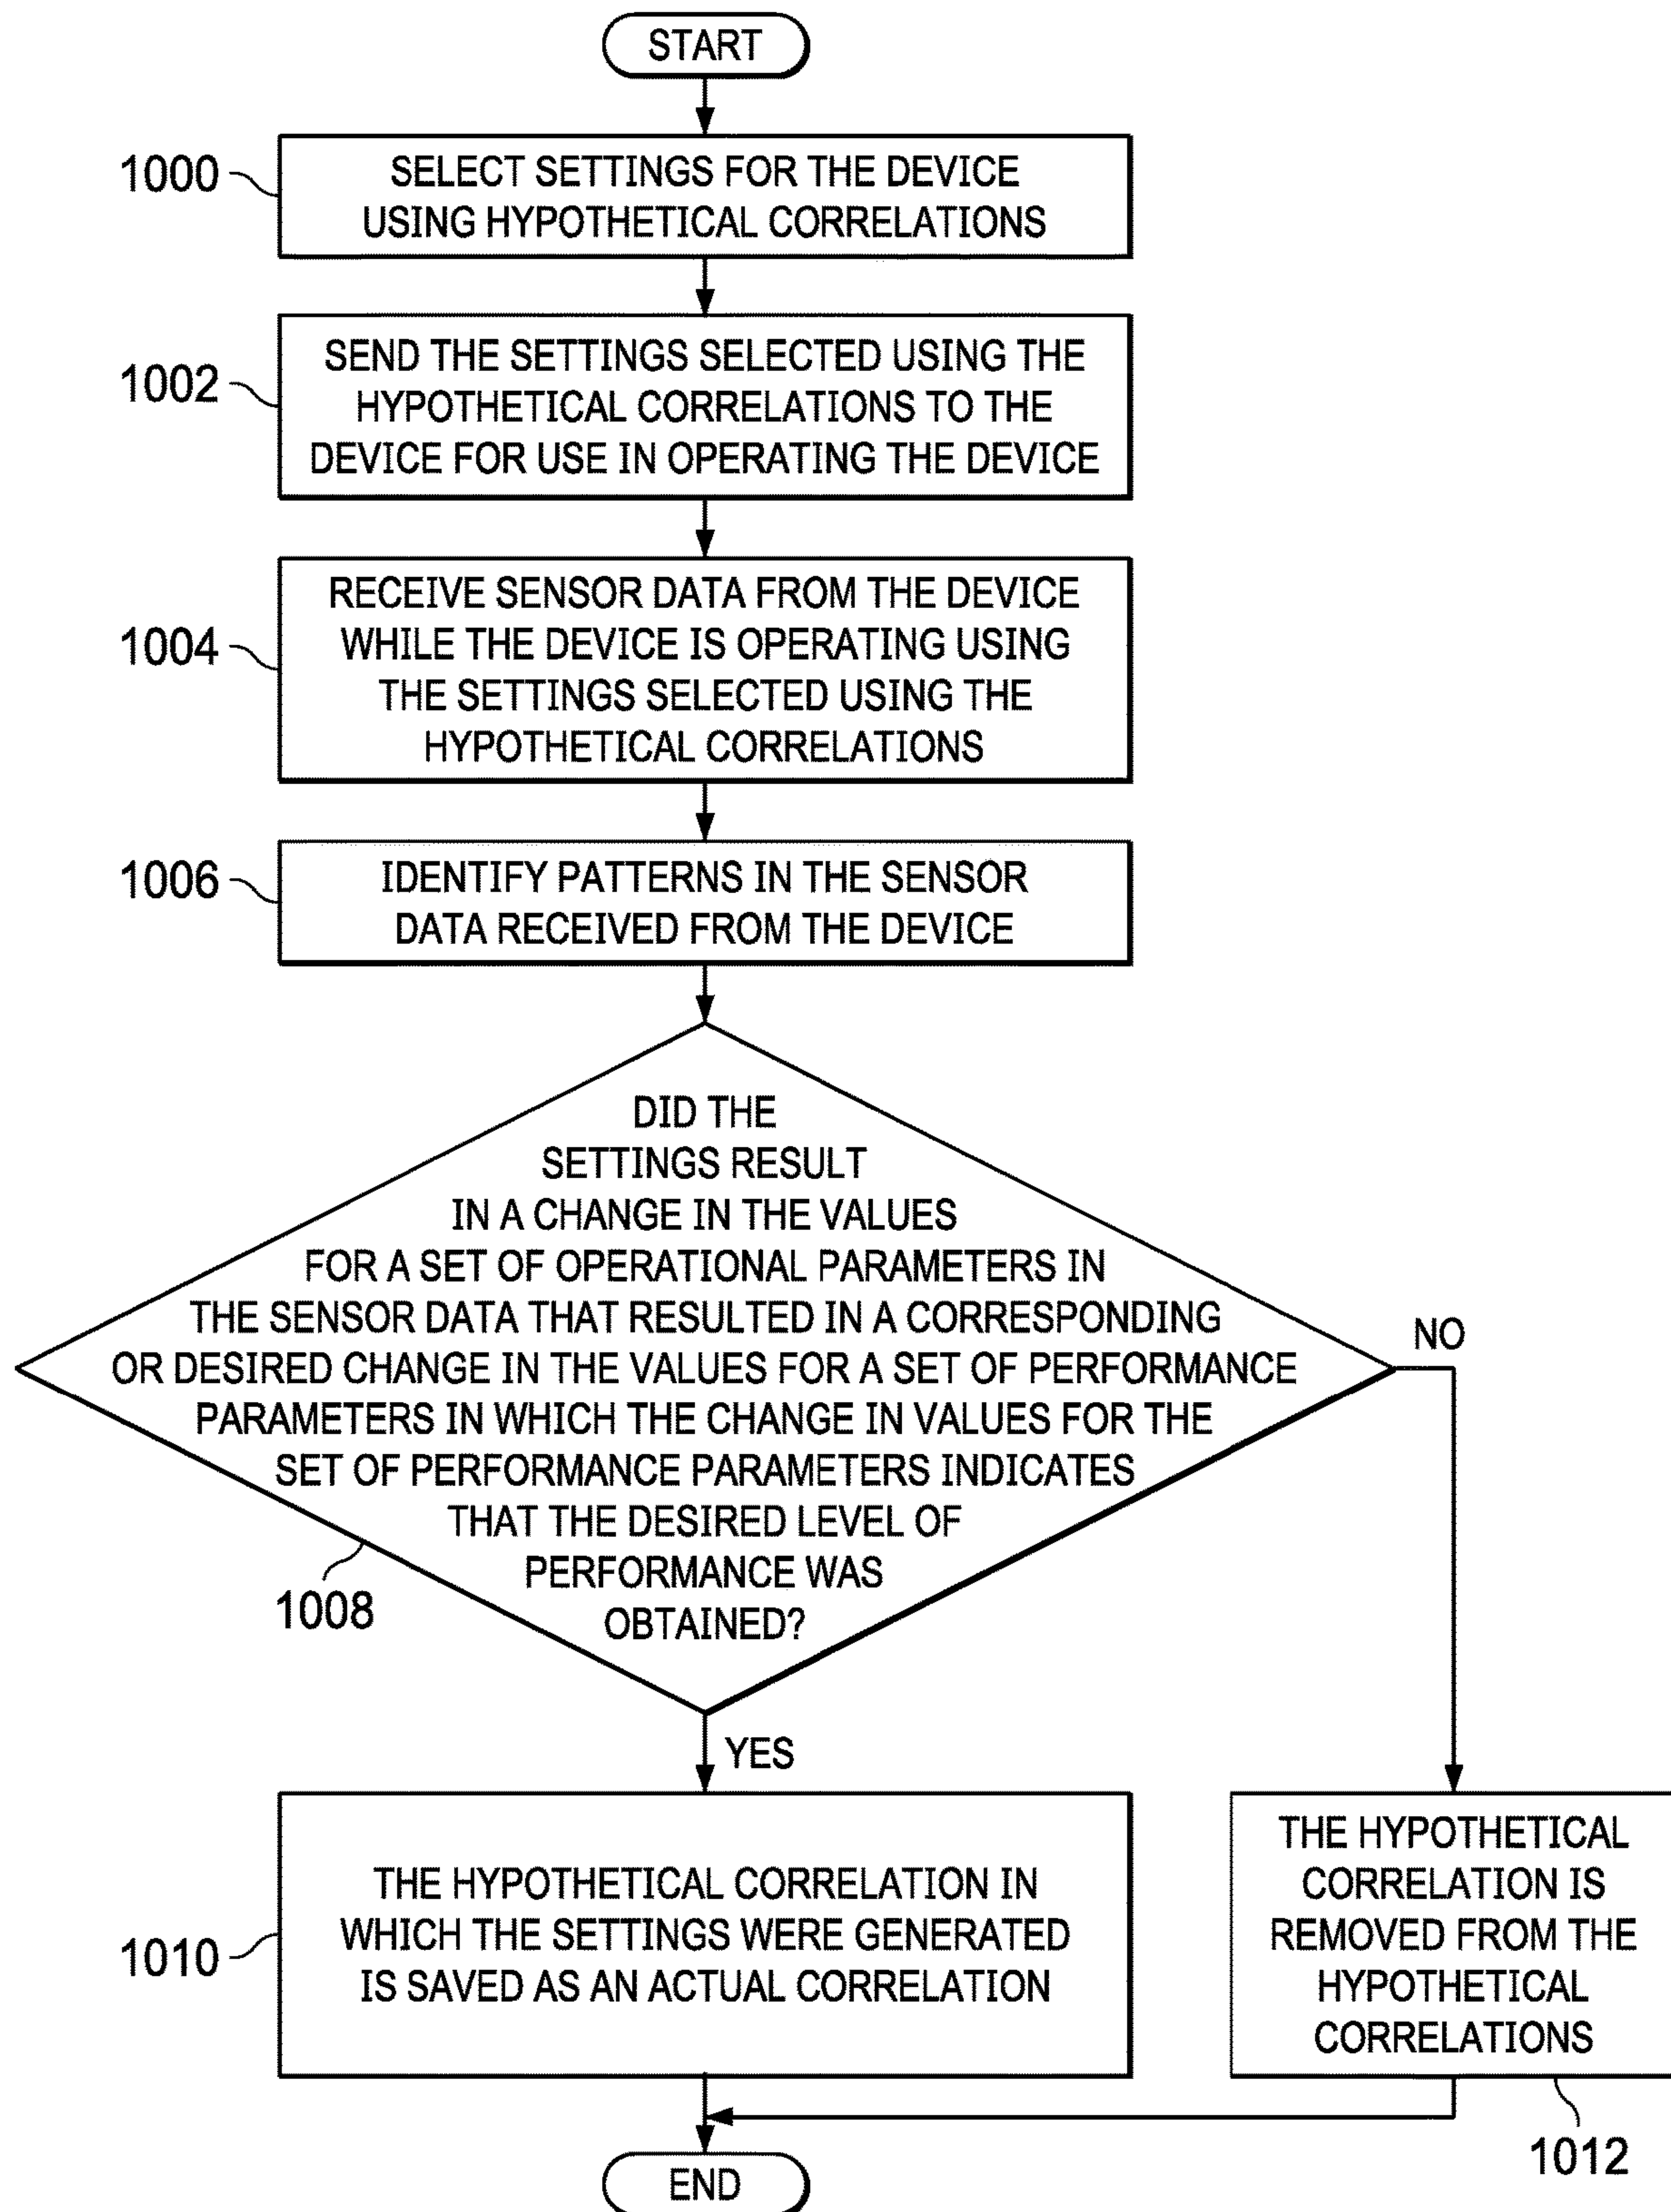 START
1000
SELECT SETTINGS FOR THE DEVICE
USING HYPOTHETICAL CORRELATIONS
1002
SEND THE SETTINGS SELECTED USING THE
HYPOTHETICAL CORRELATIONS TO THE
DEVICE FOR USE IN OPERATING THE DEVICE
1004
RECEIVE SENSOR DATA FROM THE DEVICE
WHILE THE DEVICE IS OPERATING USING
THE SETTINGS SELECTED USING THE
HYPOTHETICAL CORRELATIONS
1006
IDENTIFY PATTERNS IN THE SENSOR
DATA RECEIVED FROM THE DEVICE
DID THE
SETTINGS RESULT
IN A CHANGE IN THE VALUES
FOR A SET OF OPERATIONAL PARAMETERS IN
THE SENSOR DATA THAT RESULTED IN A CORRESPONDING
OR DESIRED CHANGE IN THE VALUES FOR A SET OF PERFORMANCE
PARAMETERS IN WHICH THE CHANGE IN VALUES FOR THE
SET OF PERFORMANCE PARAMETERS INDICATES
THAT THE DESIRED LEVEL OF
PERFORMANCE WAS
OBTAINED?
1008
NO
YES
1010
THE HYPOTHETICAL CORRELATION IN
WHICH THE SETTINGS WERE GENERATED
IS SAVED AS AN ACTUAL CORRELATION
THE HYPOTHETICAL
CORRELATION IS
REMOVED FROM THE
HYPOTHETICAL
CORRELATIONS
1012
END